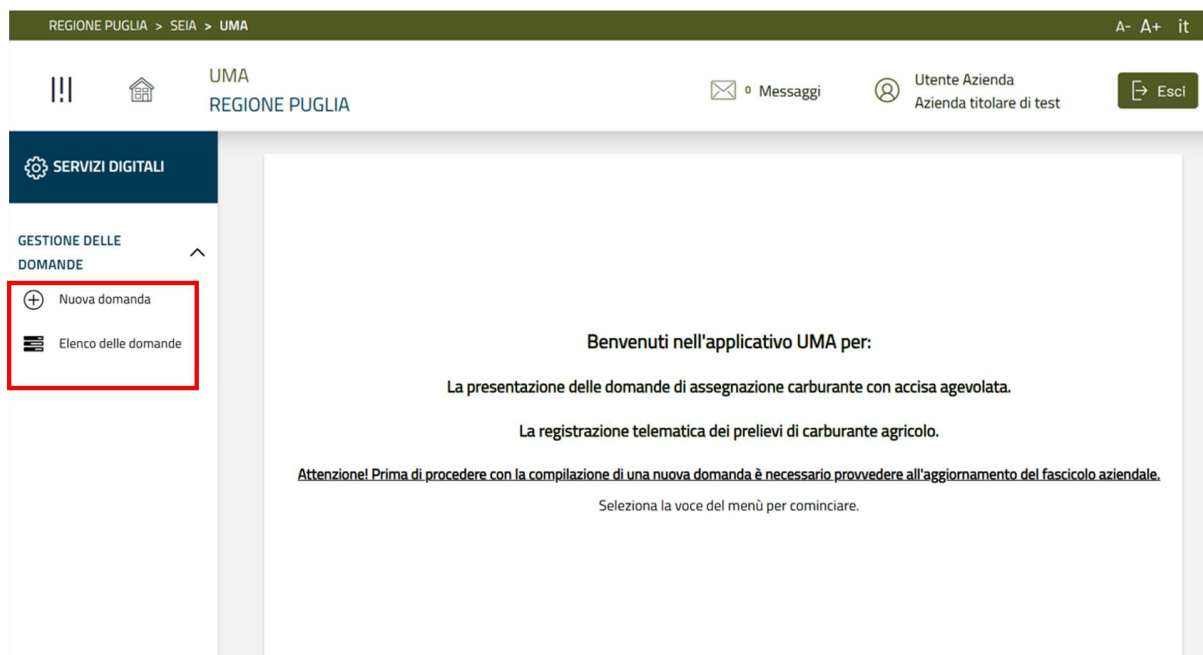 REGIONE PUGLIA > SEIA > UMA
A- A+ it
UMA
REGIONE PUGLIA
0 Messaggi
Utente Azienda
Azienda titolare di test
Esci
SERVIZI DIGITALI
GESTIONE DELLE
DOMANDE
Nuova domanda
Elenco delle domande
Benvenuti nell'applicativo UMA per:
La presentazione delle domande di assegnazione carburante con accisa agevolata.
La registrazione telematica dei prelievi di carburante agricolo.
Attenzione! Prima di procedere con la compilazione di una nuova domanda è necessario provvedere all'aggiornamento del fascicolo aziendale.
Seleziona la voce del menù per cominciare.